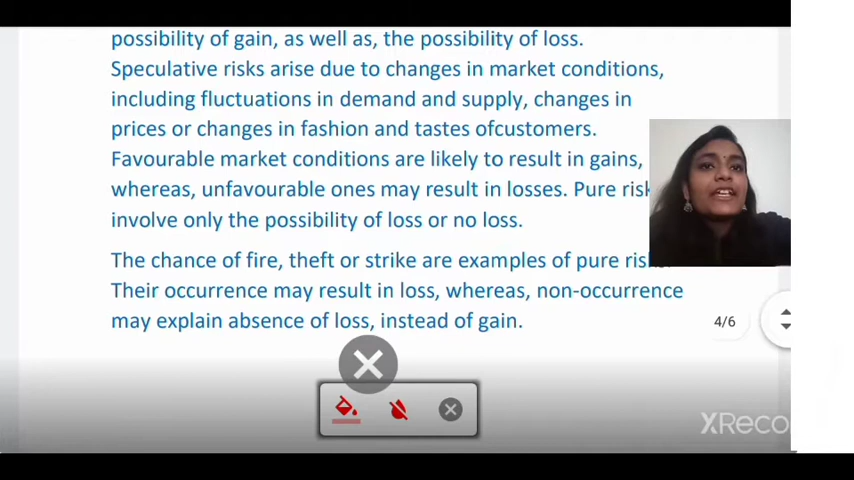 possibility of gain, as well as, the possibility of loss.
Speculative risks arise due to changes in market conditions,
including fluctuations in demand and supply, changes in
prices or changes in fashion and tastes ofcustomers.
Favourable market conditions are likely to result in gains,
whereas, unfavourable ones may result in losses. Pure risk
involve only the possibility of loss or no loss.
The chance of fire, theft or strike are examples of pure risks.
Their occurrence may result in loss, whereas, non-occurrence
may explain absence of loss, instead of gain.
4/6
XReco